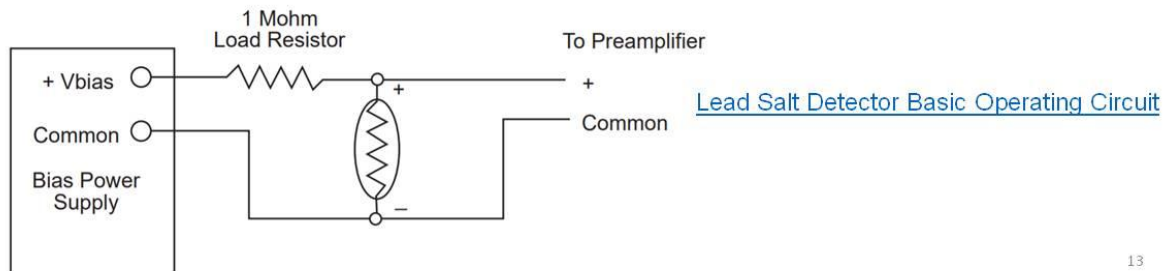 1 Mohm
Load Resistor
To Preamplifier
+ Vbias
+
+
Lead Salt Detector Basic Operating Circuit
Common
Common
Bias Power
Supply
–
13